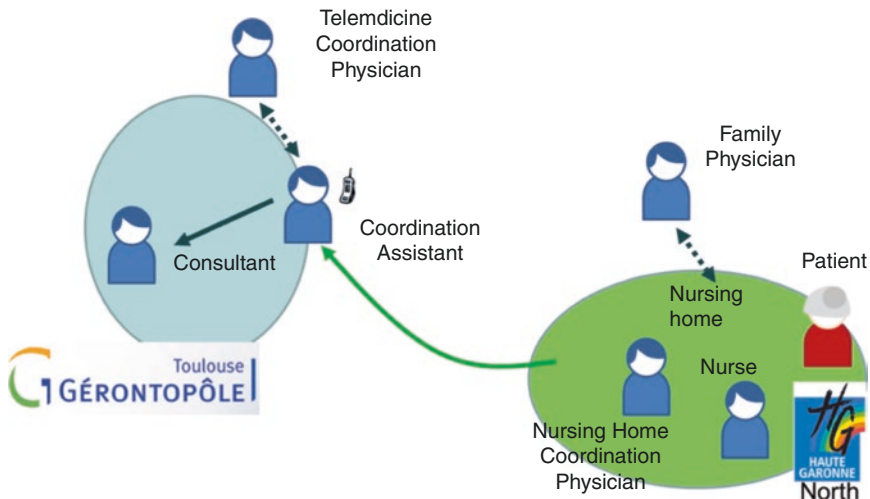 Telemdicine
Coordination
Physician
Family
Physician
Coordination
Assistant
Consultant
Patient
Nursing
home
Toulouse
GÉRONTOPÔLE
Nurse
Nursing Home
Coordination
Physician
HG
HAUTE
GARONNE
North